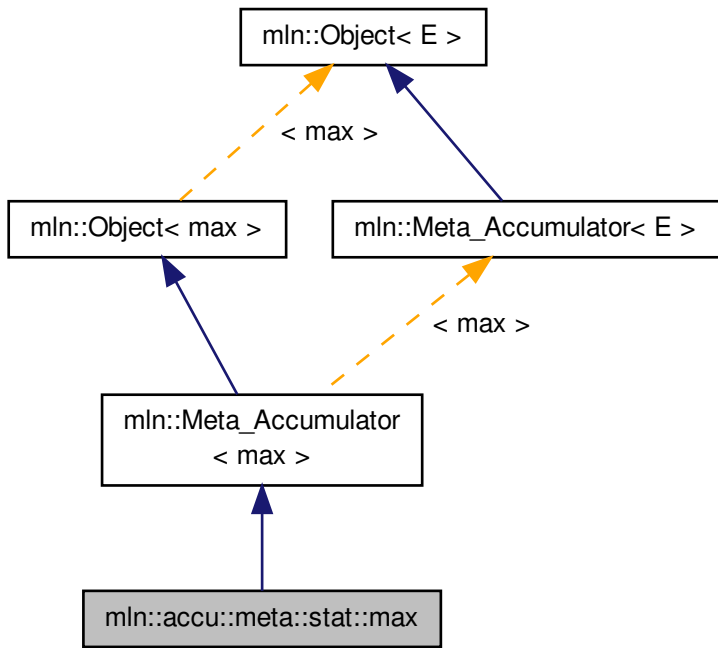 mln::Object< E >
< max >
mln::Object< max >
mln::Meta_Accumulator< E >
< max >
mln::Meta_Accumulator
< max >
mln::accu::meta::stat::max